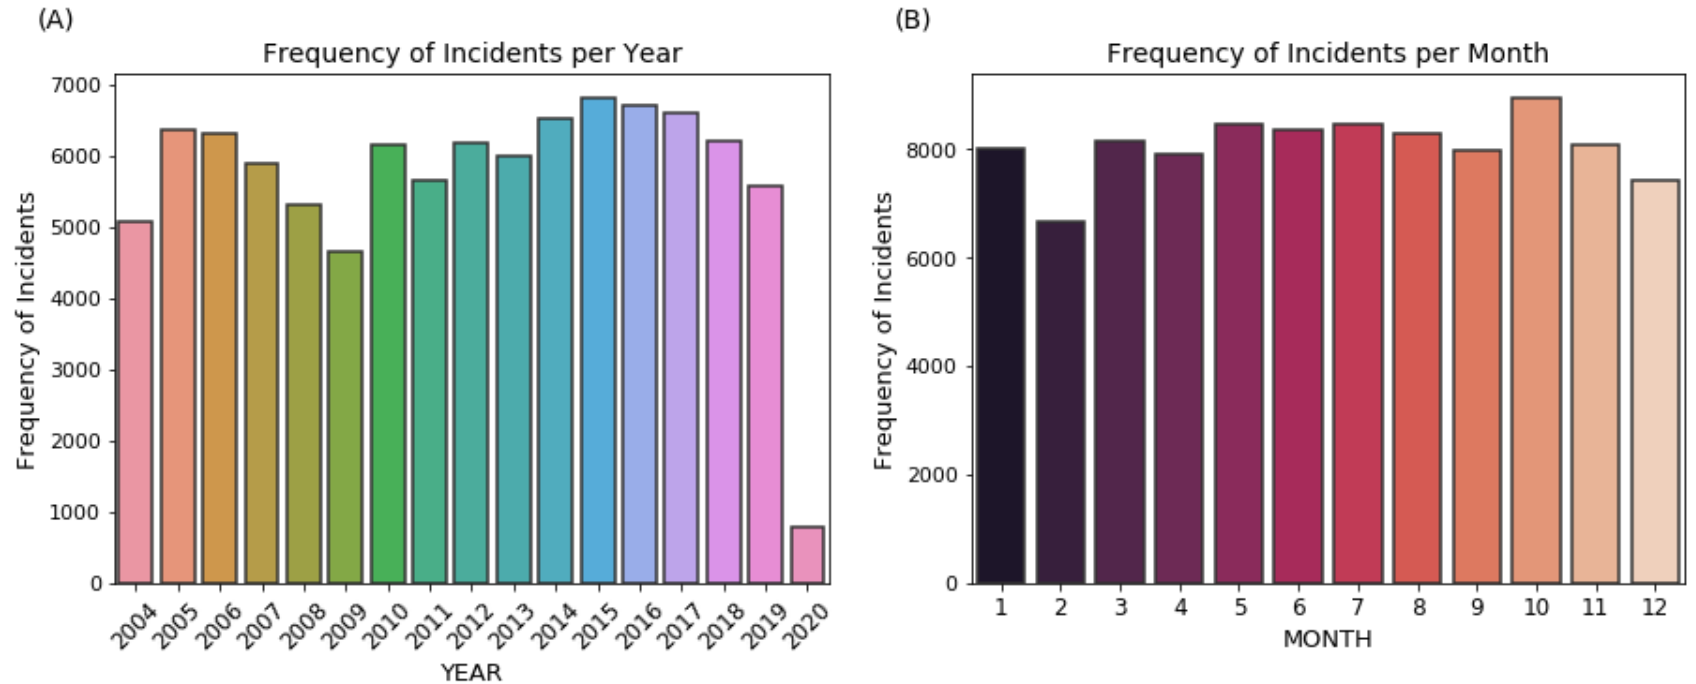 (A)
Frequency of Incidents per Year
Frequency of Incidents
7000
6000
5000
4000
3000
2000
1000
0
2004 2005 2006 2007 2008 2009 2010 2011 2012 2013 2014 2015 2016 2017 2018 2019 2020
YEAR
(B)
Frequency of Incidents per Month
Frequency of Incidents
8000
6000
4000
2000
0
1 2 3 4 5 6 7 8 9 10 11 12
MONTH